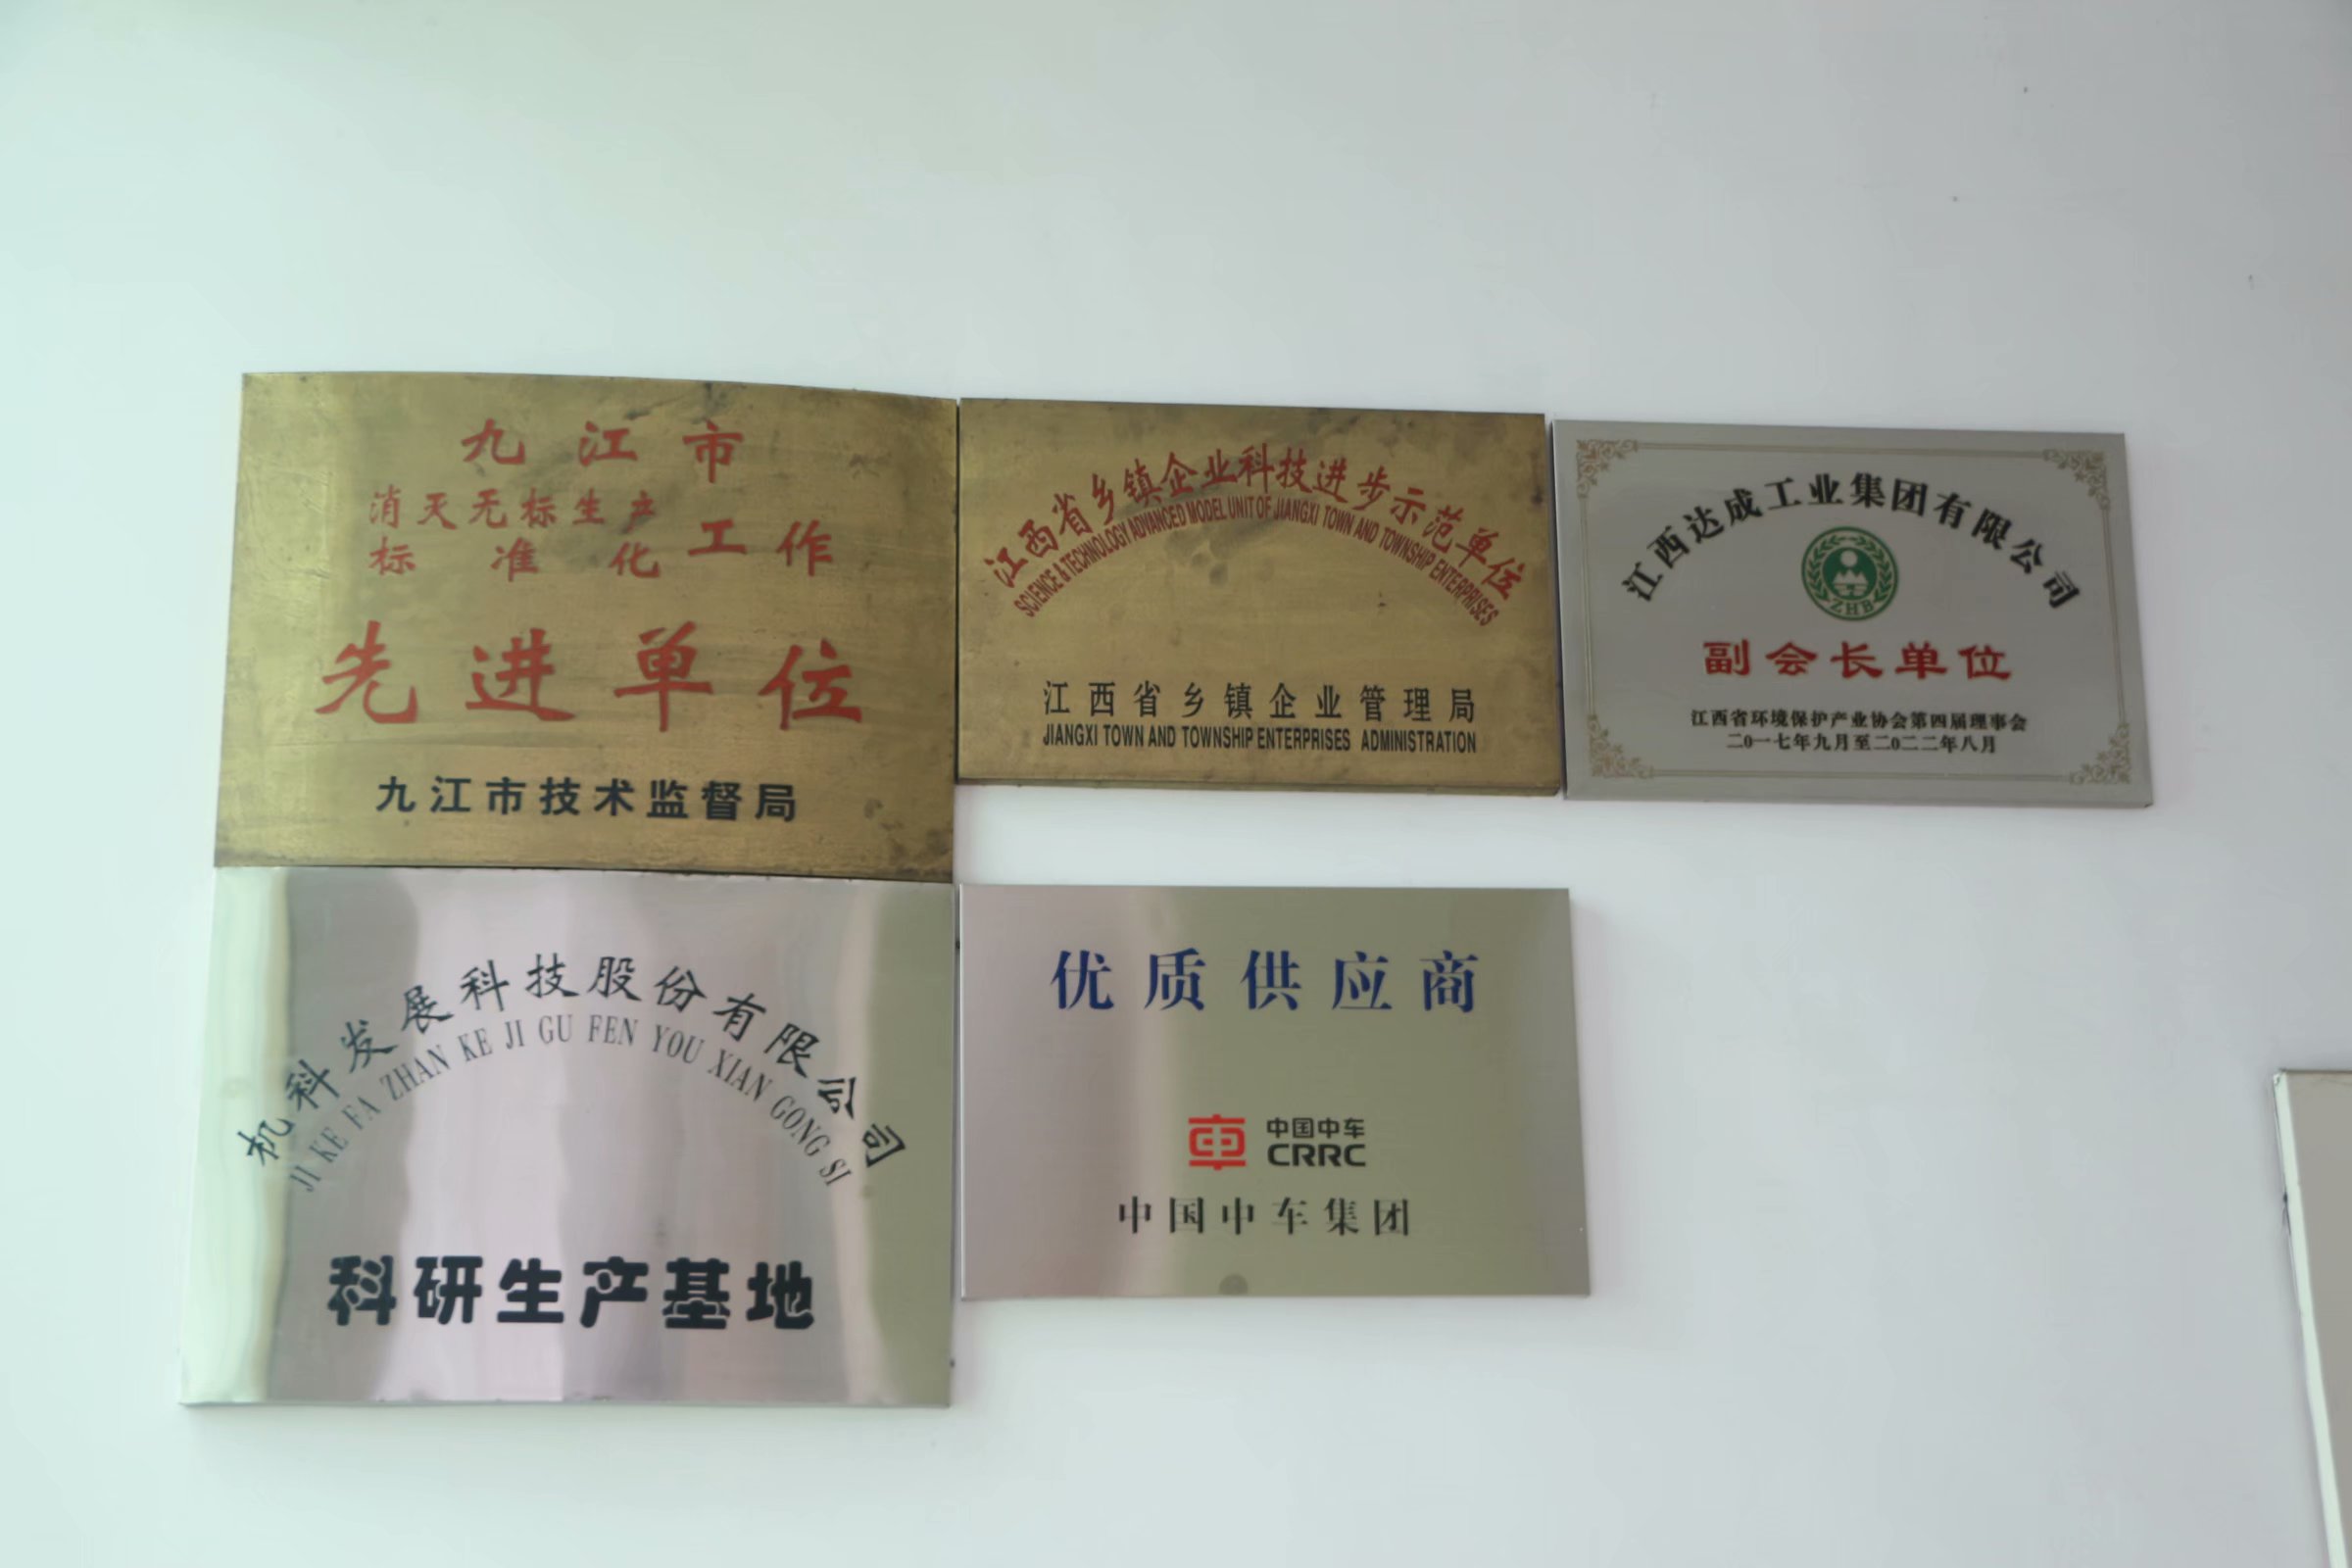 九江市
消灭无标生产
标准化
工作
先进单位
九江市技术监督局
江西省乡镇企业科技进步示范单位
SCIENCE & TECHNOLOGY ADVANCED MODEL UNIT OF JIANGXI TOWN AND TOWNSHIP ENTERPRISES
江西省乡镇企业管理局
JIANGXI TOWN AND TOWNSHIP ENTERPRISES ADMINISTRATION
江西达成工业集团有限公司
ZHB
副会长单位
江西省环境保护产业协会第四届理事会
二0一七年九月至二0二二年八月
机科发展科技股份有限公司
JI KE FA ZHAN KE JI GU FEN YOU XIAN GONG SI
科研生产基地
优质供应商
中国中车
CRRC
中国中车集团